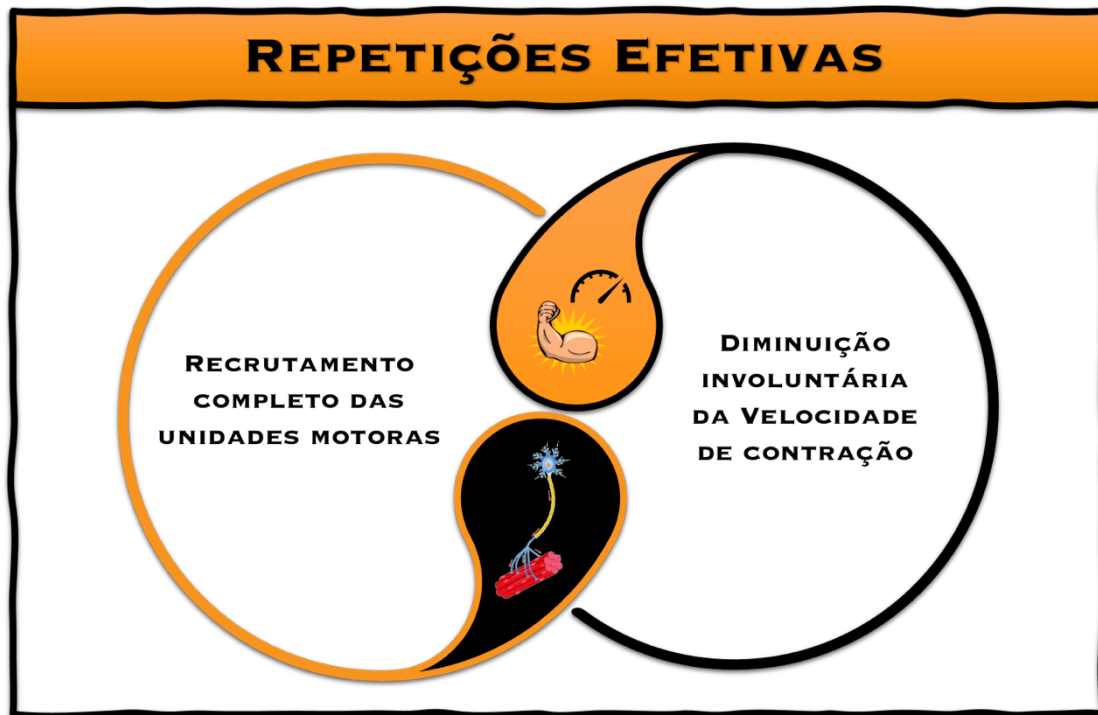 Repetições Efetivas
Recrutamento
completo das
unidades motoras
Diminuição
involuntária
da Velocidade
de contração